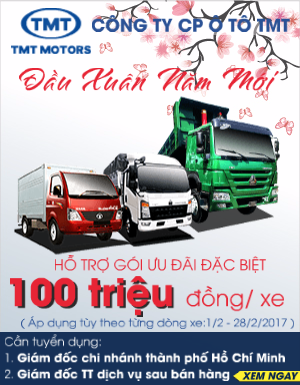 TMT
TMT MOTORS
CÔNG TY CP Ô TÔ TMT
Đầu Xuân Năm Mới
HỖ TRỢ GÓI ƯU ĐÃI ĐẶC BIỆT
100 triệu đồng/ xe
( Áp dụng tùy theo từng dòng xe:1/2 - 28/2/2017 )
Cần tuyển dụng:
1. Giám đốc chi nhánh thành phố Hồ Chí Minh
2. Giám đốc TT dịch vụ sau bán hàng
XEM NGAY